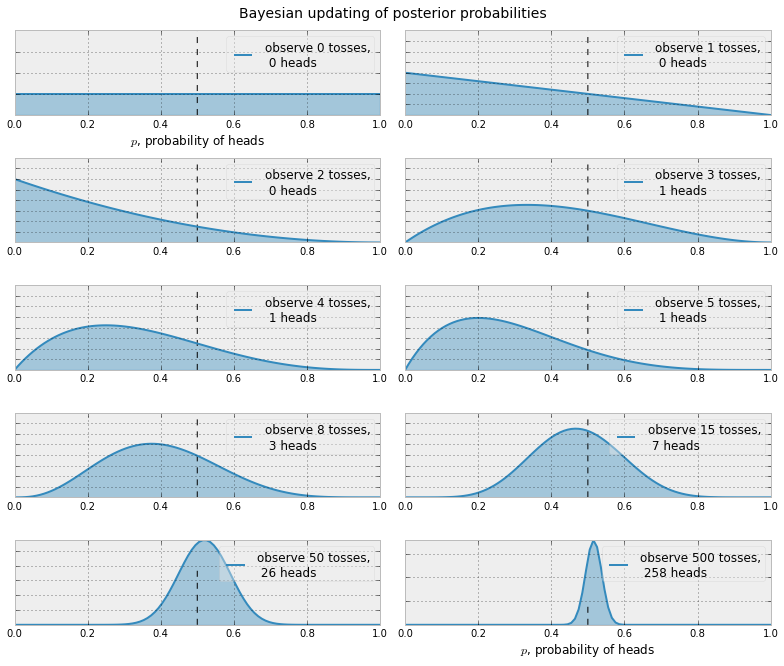 Bayesian updating of posterior probabilities
observe 0 tosses,
0 heads
0.0 0.2 0.4 0.6 0.8 1.0
p, probability of heads
observe 1 tosses,
0 heads
0.0 0.2 0.4 0.6 0.8 1.0
observe 2 tosses,
0 heads
0.0 0.2 0.4 0.6 0.8 1.0
observe 3 tosses,
1 heads
0.0 0.2 0.4 0.6 0.8 1.0
observe 4 tosses,
1 heads
0.0 0.2 0.4 0.6 0.8 1.0
observe 5 tosses,
1 heads
0.0 0.2 0.4 0.6 0.8 1.0
observe 8 tosses,
3 heads
0.0 0.2 0.4 0.6 0.8 1.0
observe 15 tosses,
7 heads
0.0 0.2 0.4 0.6 0.8 1.0
observe 50 tosses,
26 heads
0.0 0.2 0.4 0.6 0.8 1.0
observe 500 tosses,
258 heads
0.0 0.2 0.4 0.6 0.8 1.0
p, probability of heads